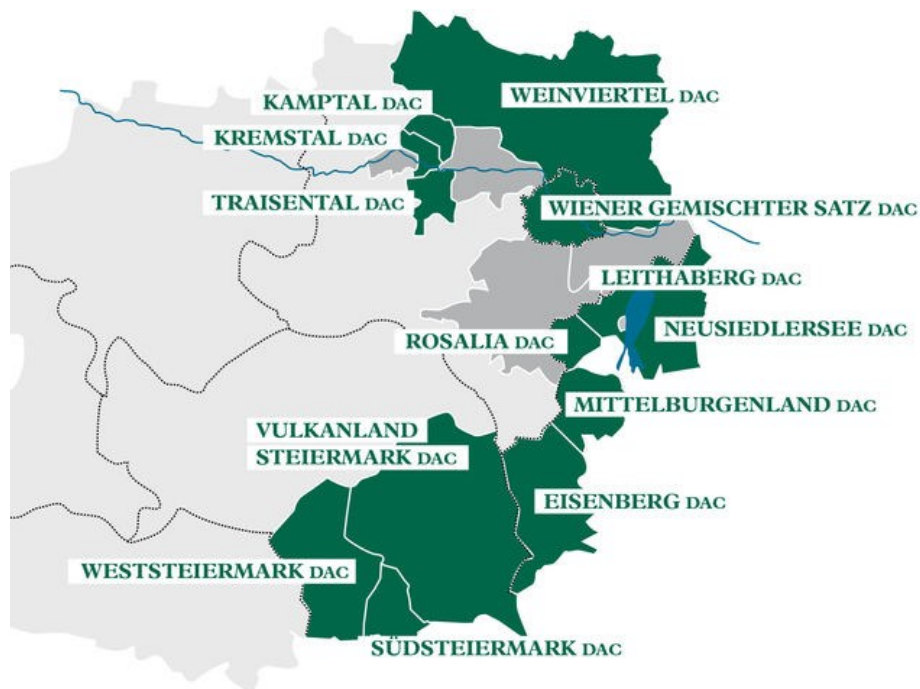 KAMPTAL DAC
WEINVIERTEL DAC
KREMSTAL DAC
TRAISENTAL DAC
WIENER GEMISCHTER SATZ DAC
LEITHABERG DAC
ROSALIA DAC
NEUSIEDLERSEE DAC
MITTELBURGENLAND DAC
VULKANLAND
STEIERMARK DAC
EISENBERG DAC
WESTSTEIERMARK DAC
SÜDSTEIERMARK DAC